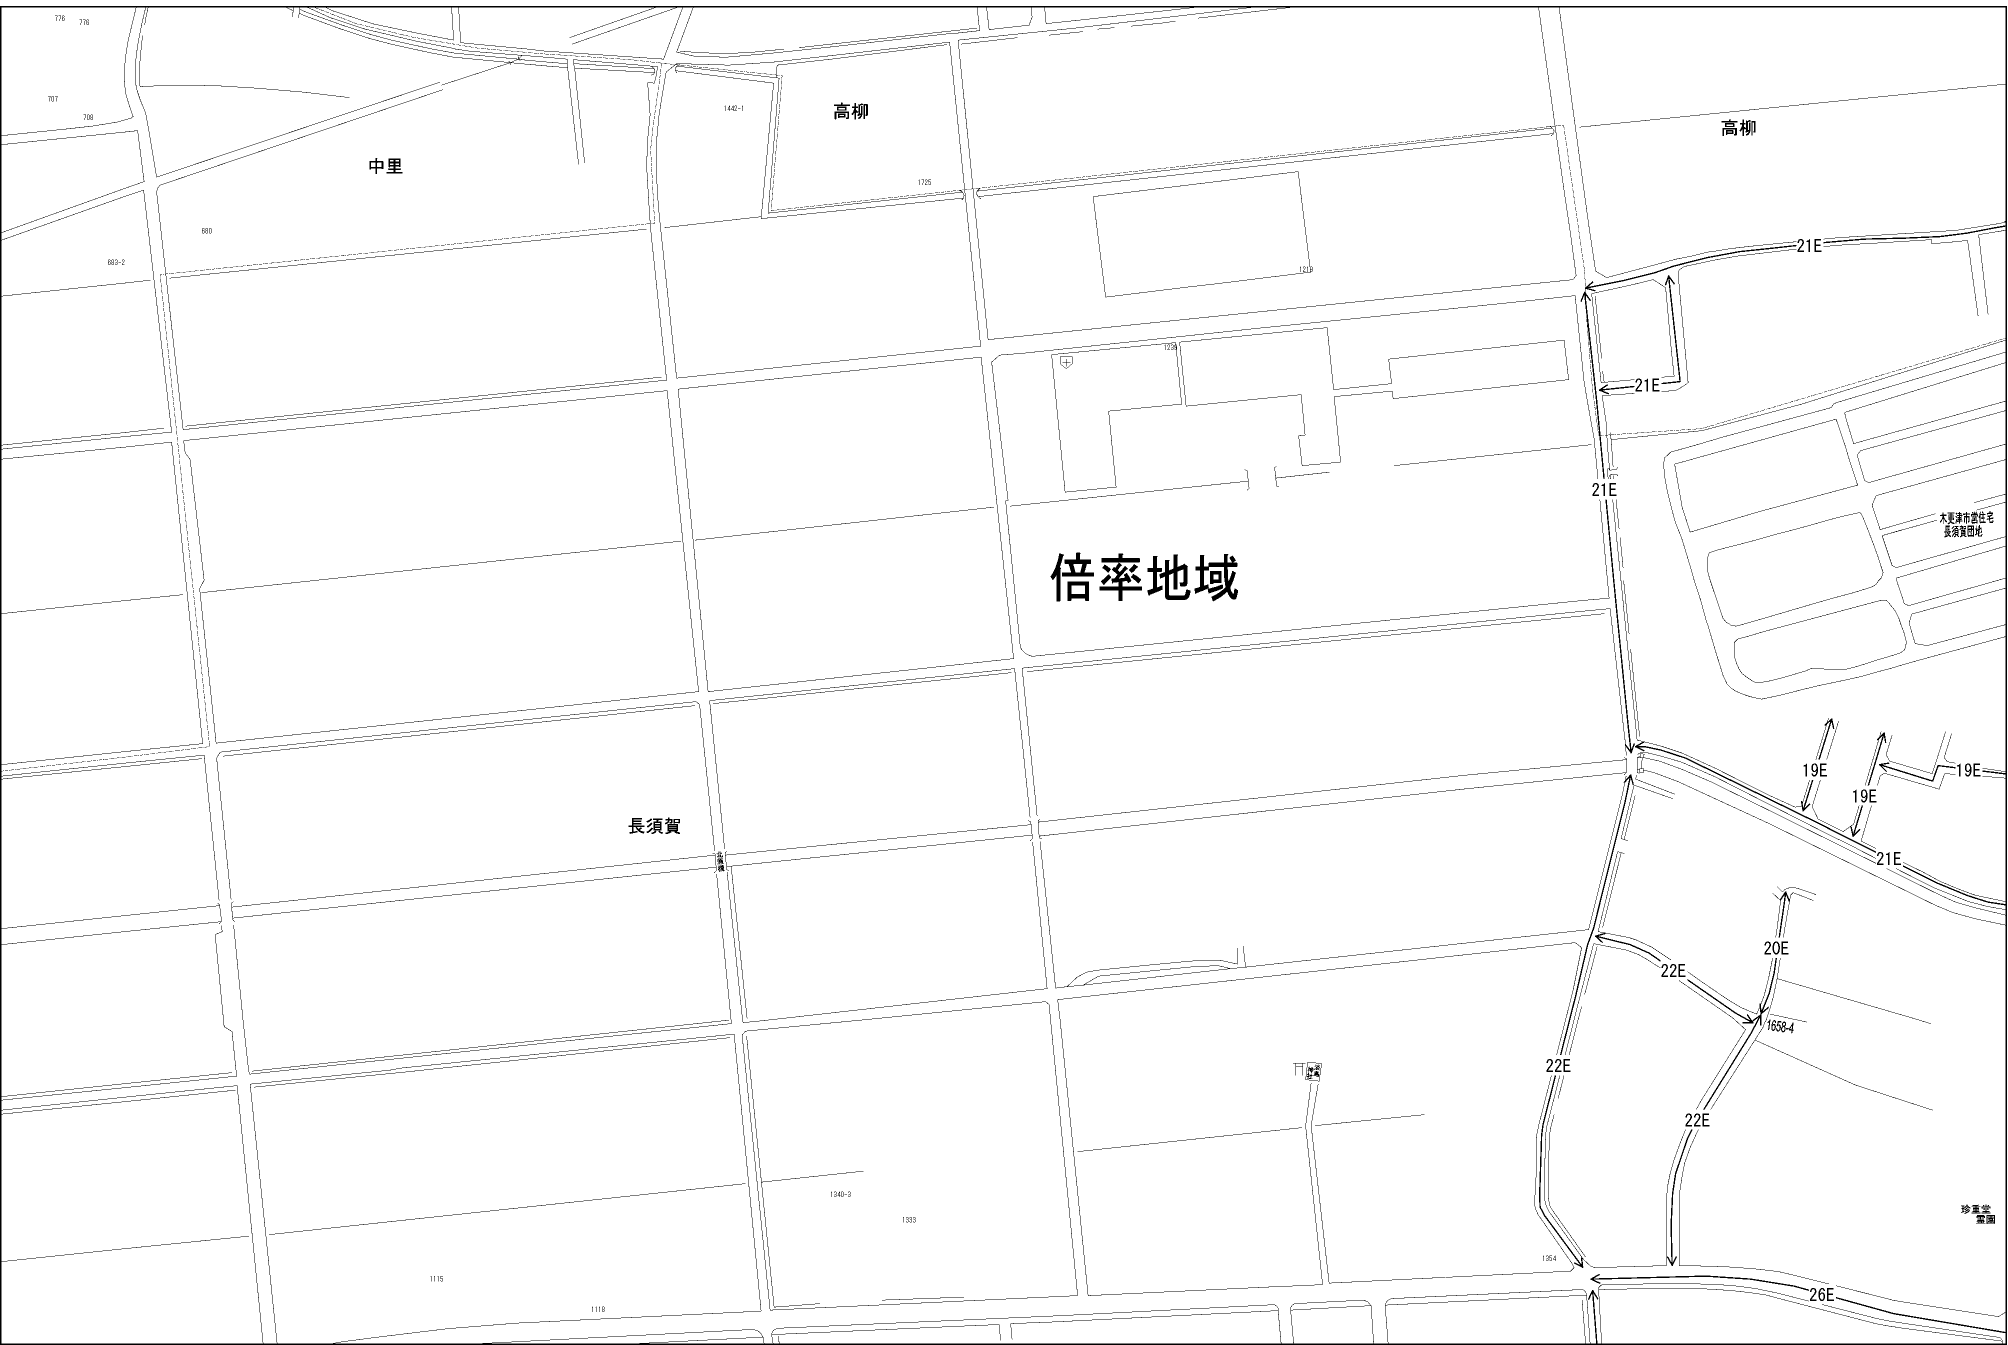 776
776
707
708
1442-1
高柳
高柳
中里
1725
680
683-2
21E
1219
1236
21E
21E
木更津市営住宅
長須賀団地
倍率地域
19E
19E
19E
長須賀
21E
20E
22E
1658-4
22E
22E
1340-3
1333
珍重堂
霊園
1354
1115
1118
26E